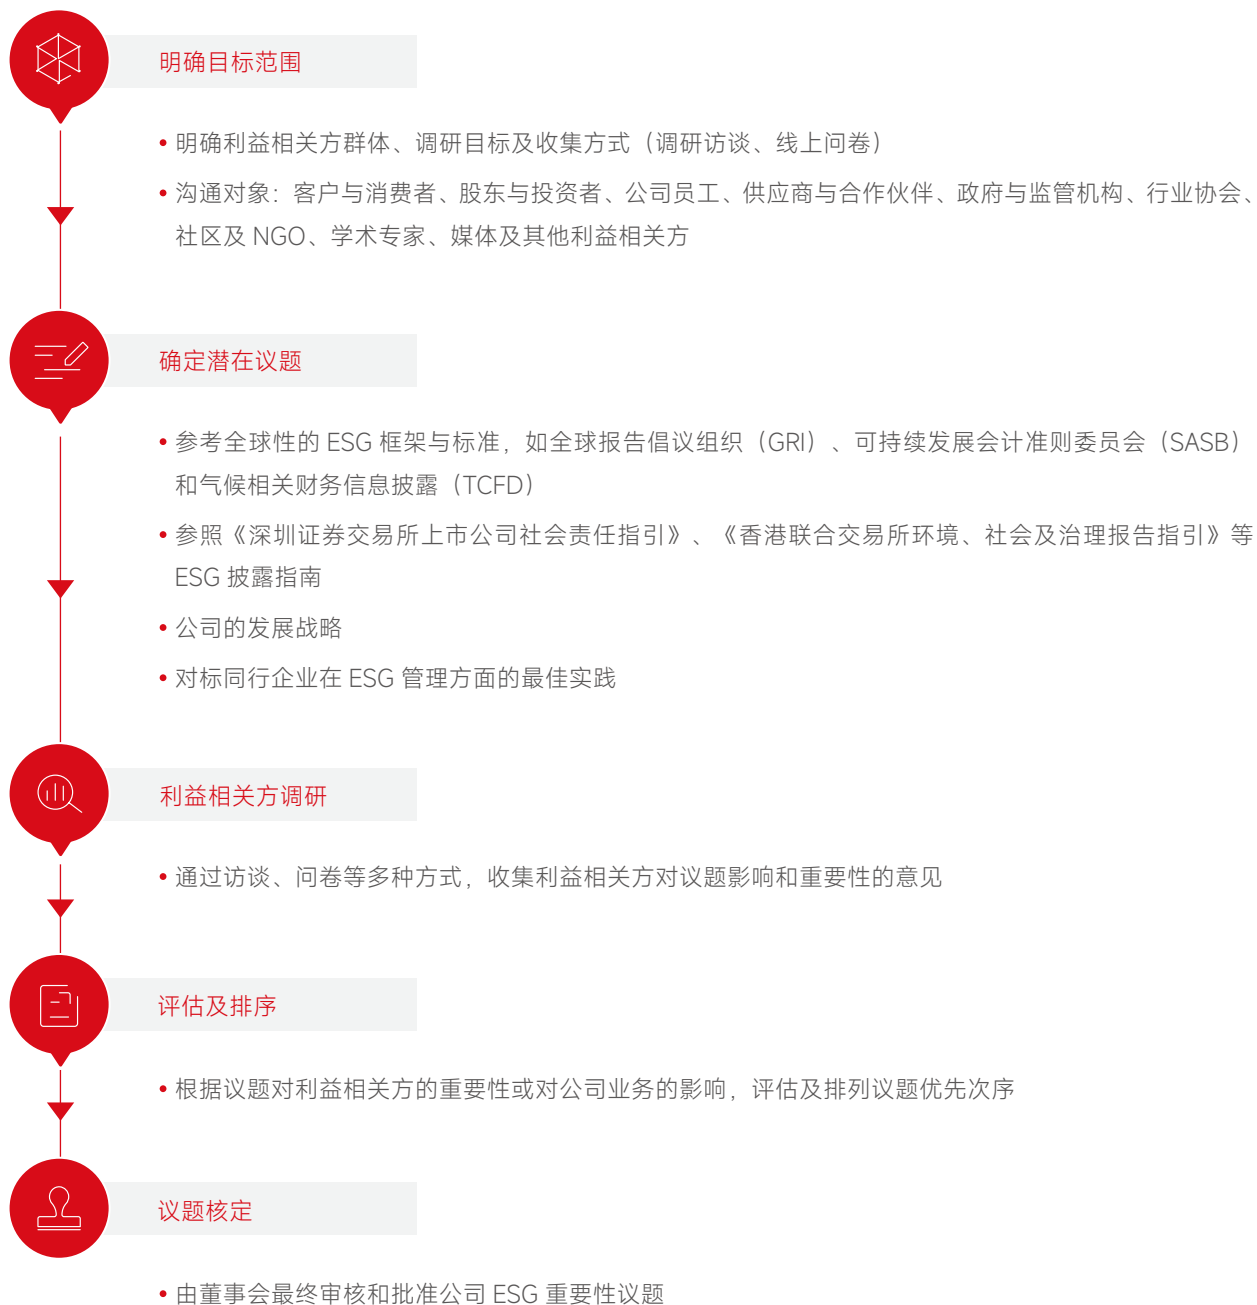 明确目标范围
• 明确利益相关方群体、调研目标及收集方式（调研访谈、线上问卷）
• 沟通对象：客户与消费者、股东与投资者、公司员工、供应商与合作伙伴、政府与监管机构、行业协会、
社区及 NGO、学术专家、媒体及其他利益相关方
确定潜在议题
• 参考全球性的 ESG 框架与标准，如全球报告倡议组织（GRI）、可持续发展会计准则委员会（SASB）
和气候相关财务信息披露（TCFD）
• 参照《深圳证券交易所上市公司社会责任指引》、《香港联合交易所环境、社会及治理报告指引》等
ESG 披露指南
• 公司的发展战略
• 对标同行企业在 ESG 管理方面的最佳实践
利益相关方调研
• 通过访谈、问卷等多种方式，收集利益相关方对议题影响和重要性的意见
评估及排序
• 根据议题对利益相关方的重要性或对公司业务的影响，评估及排列议题优先次序
议题核定
• 由董事会最终审核和批准公司 ESG 重要性议题